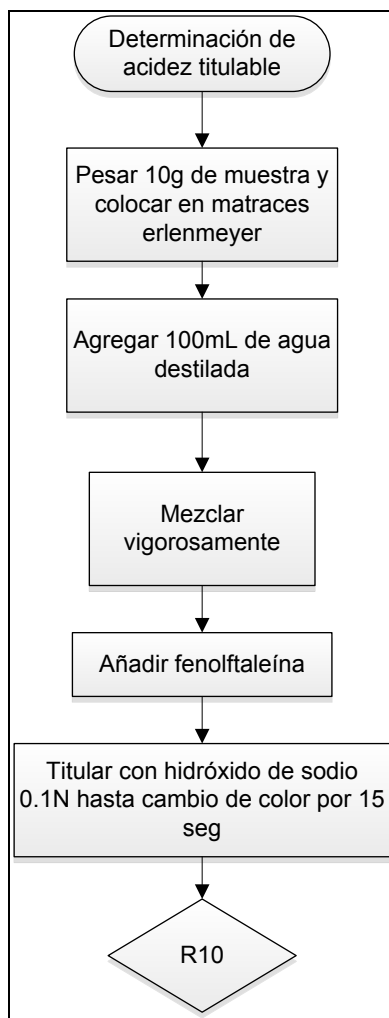 Determinación de
acidez titulable
Pesar 10g de muestra y
colocar en matraces
erlenmeyer
Agregar 100mL de agua
destilada
Mezclar
vigorosamente
Añadir fenolftaleína
Titular con hidróxido de sodio
0.1N hasta cambio de color por 15
seg
R10